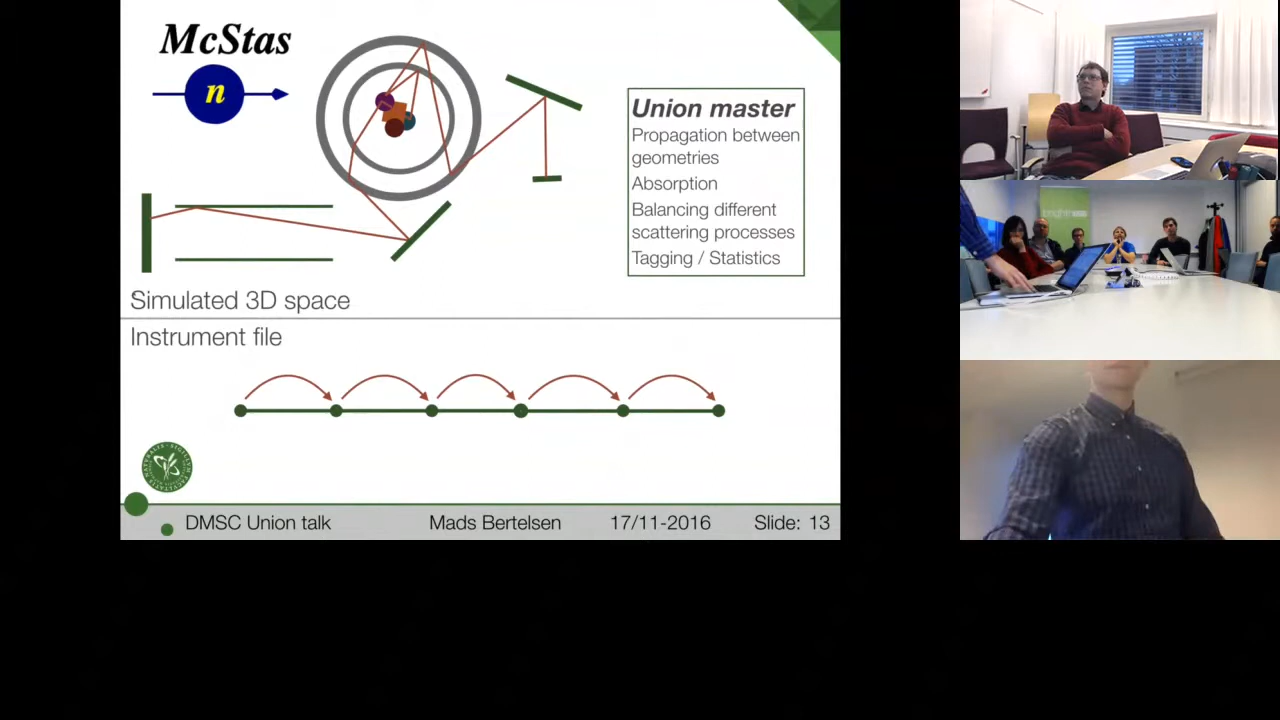 McStas
n
Union master
Propagation between
geometries
Absorption
Balancing different
scattering processes
Tagging / Statistics
Simulated 3D space
Instrument file
DMSC Union talk Mads Bertelsen 17/11-2016 Slide: 13